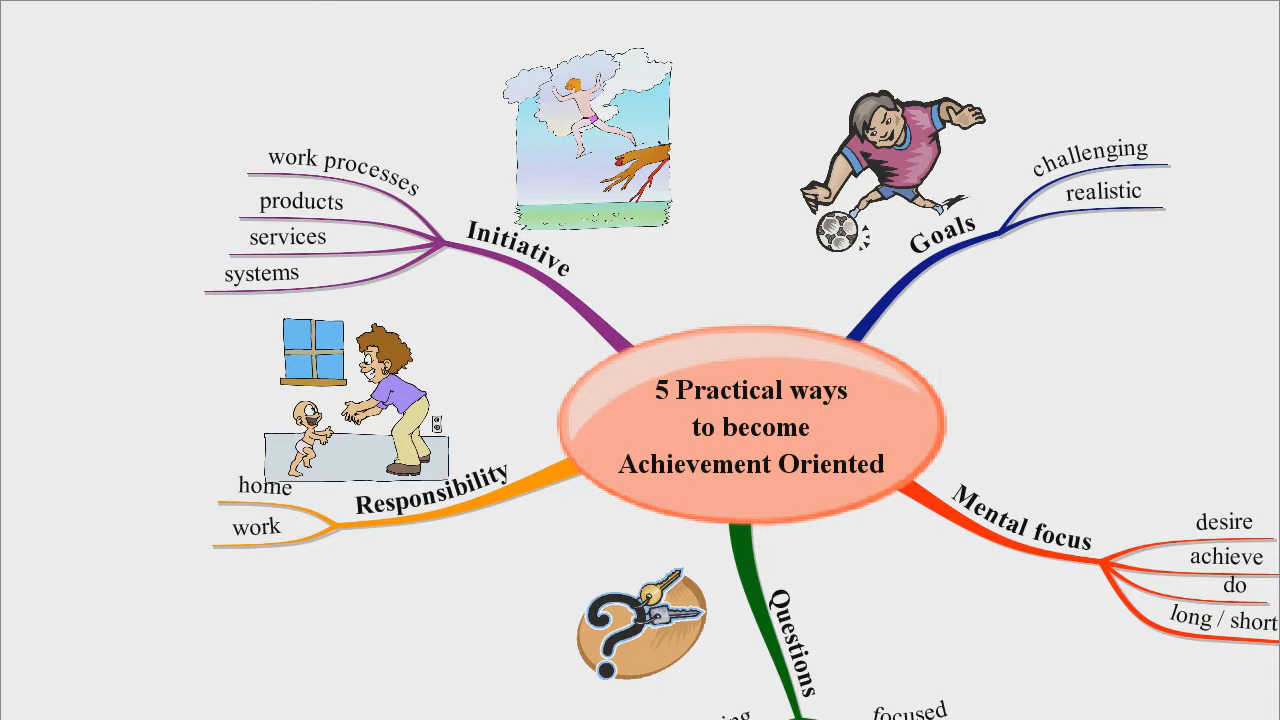 5 Practical ways
to become
Achievement Oriented
Goals
challenging
realistic
Mental focus
desire
achieve
do
long / short
Questions
focused
Responsibility
home
work
Initiative
work processes
products
services
systems